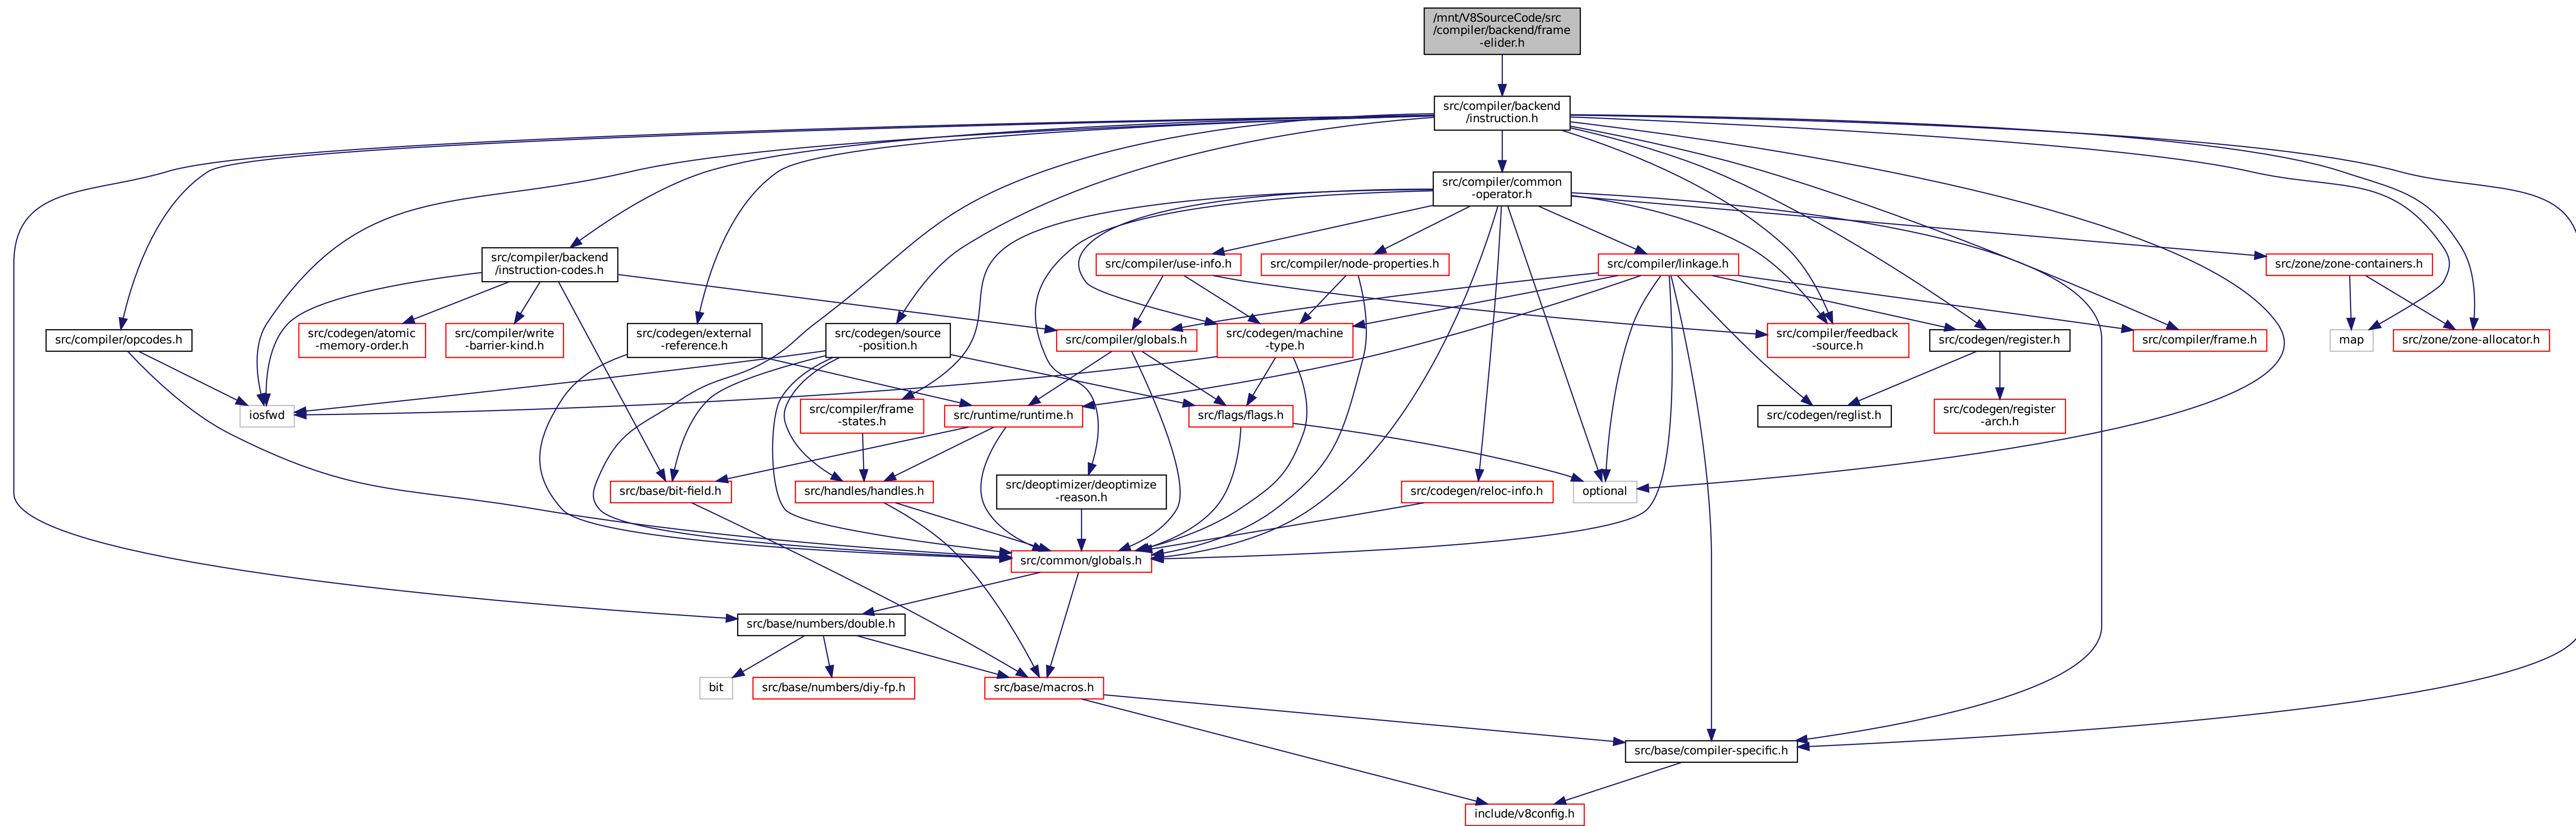 /mnt/V8SourceCode/src
/compiler/backend/frame
-elider.h
src/compiler/backend
/instruction.h
src/compiler/common
-operator.h
src/compiler/backend
/instruction-codes.h
src/compiler/use-info.h
src/compiler/node-properties.h
src/compiler/linkage.h
src/zone/zone-containers.h
src/compiler/opcodes.h
src/codegen/atomic
-memory-order.h
src/compiler/write
-barrier-kind.h
src/codegen/external
-reference.h
src/codegen/source
-position.h
src/compiler/globals.h
src/codegen/machine
-type.h
src/compiler/feedback
-source.h
src/codegen/register.h
src/compiler/frame.h
map
src/zone/zone-allocator.h
iosfwd
src/compiler/frame
-states.h
src/runtime/runtime.h
src/flags/flags.h
src/codegen/reglist.h
src/codegen/register
-arch.h
src/base/bit-field.h
src/handles/handles.h
src/deoptimizer/deoptimize
-reason.h
src/codegen/reloc-info.h
optional
src/common/globals.h
src/base/numbers/double.h
bit
src/base/numbers/diy-fp.h
src/base/macros.h
src/base/compiler-specific.h
include/v8config.h